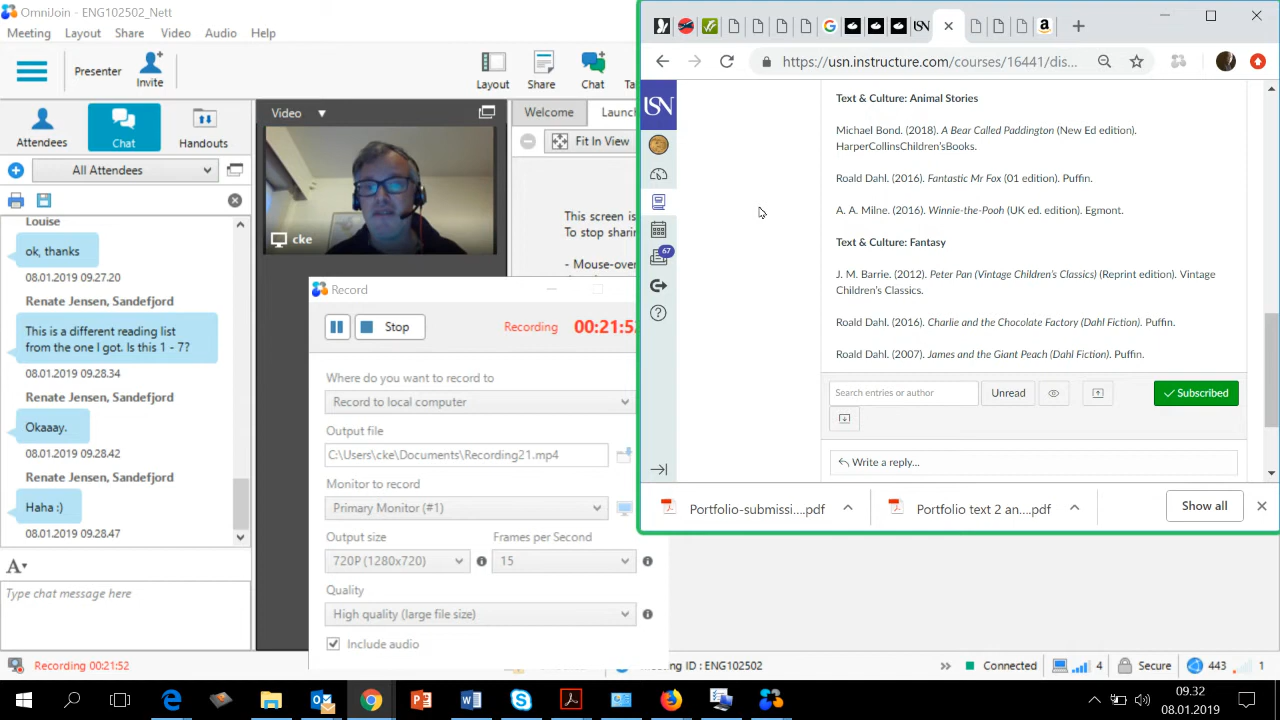 OmniJoin - ENG102502_Nett
Meeting Layout Share Video Audio Help
Presenter
Invite
Layout
Share
Chat
Attendees
Chat
Handouts
All Attendees
Louise
ok, thanks
08.01.2019 09.27.20
Renate Jensen, Sandefjord
This is a different reading list
from the one I got. Is this 1 - 7?
08.01.2019 09.28.34
Renate Jensen, Sandefjord
Okaaay.
08.01.2019 09.28.42
Renate Jensen, Sandefjord
Haha :)
08.01.2019 09.28.47
A
Type chat message here
Recording 00:21:52
Video
cke
Welcome
Fit In View
This screen is
To stop sharin
- Mouse-over
Record
Stop
Recording
Where do you want to record to
Record to local computer
Output file
C:\Users\cke\Documents\Recording21.mp4
Monitor to record
Primary Monitor (#1)
Output size
Frames per Second
720P (1280x720)
15
Quality
High quality (large file size)
Include audio
ENG102502
Connected
4
Secure
443
1
https://usn.instructure.com/courses/16441/dis...
USN
67
Text & Culture: Animal Stories
Michael Bond. (2018). A Bear Called Paddington (New Ed edition).
HarperCollinsChildren'sBooks.
Roald Dahl. (2016). Fantastic Mr Fox (01 edition). Puffin.
A. A. Milne. (2016). Winnie-the-Pooh (UK ed. edition). Egmont.
Text & Culture: Fantasy
J. M. Barrie. (2012). Peter Pan (Vintage Children's Classics) (Reprint edition). Vintage
Children's Classics.
Roald Dahl. (2016). Charlie and the Chocolate Factory (Dahl Fiction). Puffin.
Roald Dahl. (2007). James and the Giant Peach (Dahl Fiction). Puffin.
Search entries or author
Unread
Subscribed
Write a reply...
Portfolio-submissi....pdf
Portfolio text 2 an....pdf
Show all
09.32
08.01.2019